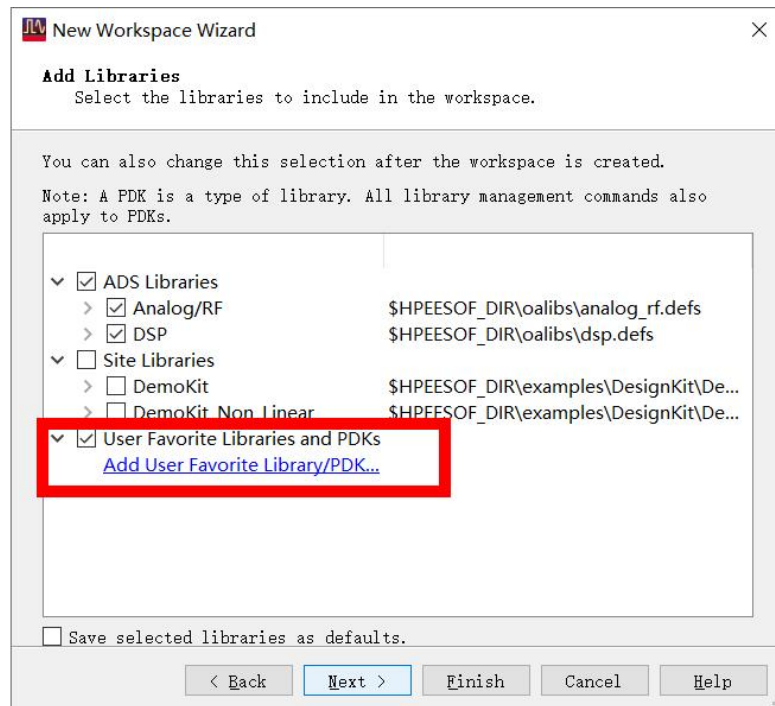 New Workspace Wizard
Add Libraries
Select the libraries to include in the workspace.
You can also change this selection after the workspace is created.
Note: A PDK is a type of library. All library management commands also
apply to PDKs.
ADS Libraries
Analog/RF $HPEESOF_DIR\oalibs\analog_rf.defs
DSP $HPEESOF_DIR\oalibs\dsp.defs
Site Libraries
DemoKit $HPEESOF_DIR\examples\DesignKit\De...
DemoKit_Non_Linear $HPEESOF_DIR\examples\DesignKit\De...
User Favorite Libraries and PDKs
Add User Favorite Library/PDK...
Save selected libraries as defaults.
< Back Next > Finish Cancel Help